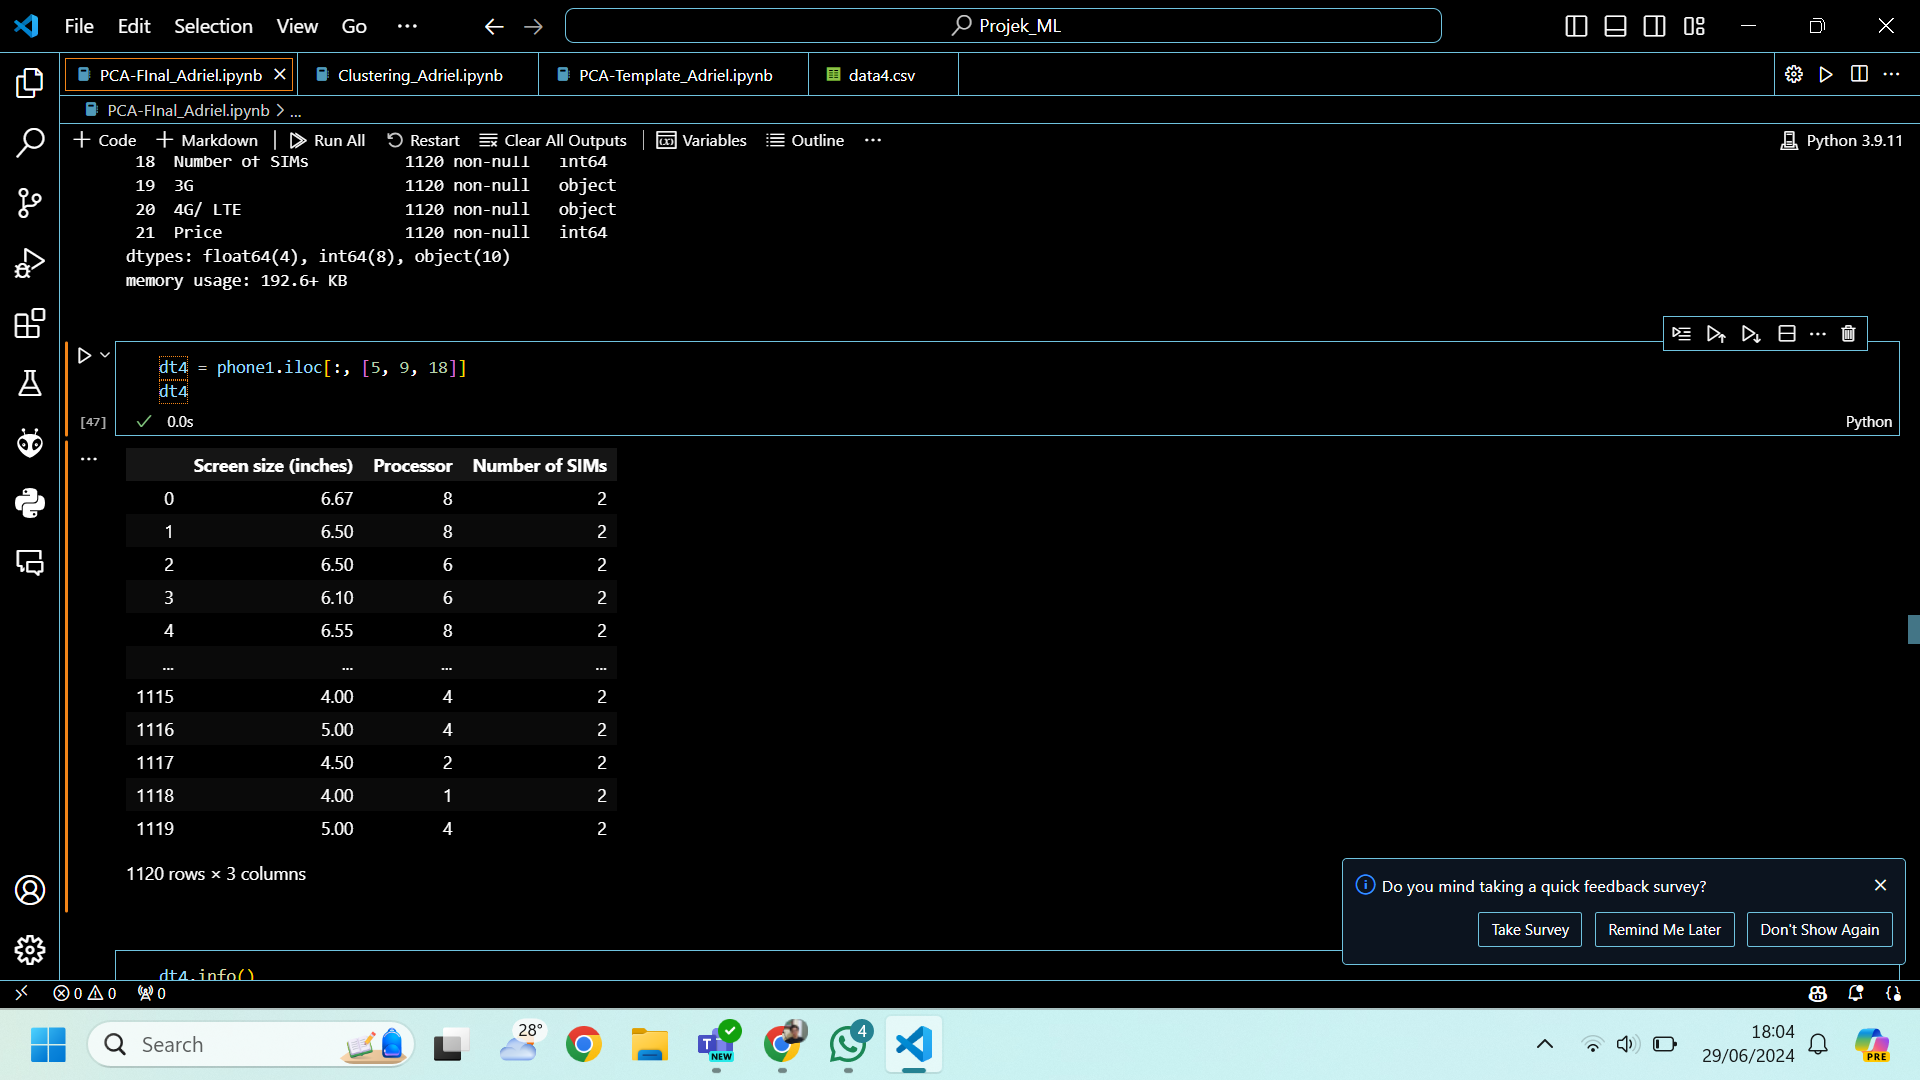 File Edit Selection View Go ... Projek_ML
PCA-FInal_Adriel.ipynb Clustering_Adriel.ipynb PCA-Template_Adriel.ipynb data4.csv
PCA-FInal_Adriel.ipynb > ...
+ Code + Markdown | Run All Restart Clear All Outputs | Variables Outline ... Python 3.9.11
18 Number of SIMs 1120 non-null int64
19 3G 1120 non-null object
20 4G/ LTE 1120 non-null object
21 Price 1120 non-null int64
dtypes: float64(4), int64(8), object(10)
memory usage: 192.6+ KB
dt4 = phone1.iloc[:, [5, 9, 18]]
dt4
[47] 0.0s Python
Screen size (inches) Processor Number of SIMs
0 6.67 8 2
1 6.50 8 2
2 6.50 6 2
3 6.10 6 2
4 6.55 8 2
... ... ... ...
1115 4.00 4 2
1116 5.00 4 2
1117 4.50 2 2
1118 4.00 1 2
1119 5.00 4 2
1120 rows × 3 columns
Do you mind taking a quick feedback survey?
Take Survey Remind Me Later Don't Show Again
dt4.info()
0 0 0
Search 28° T NEW 4 18:04
29/06/2024 PRE